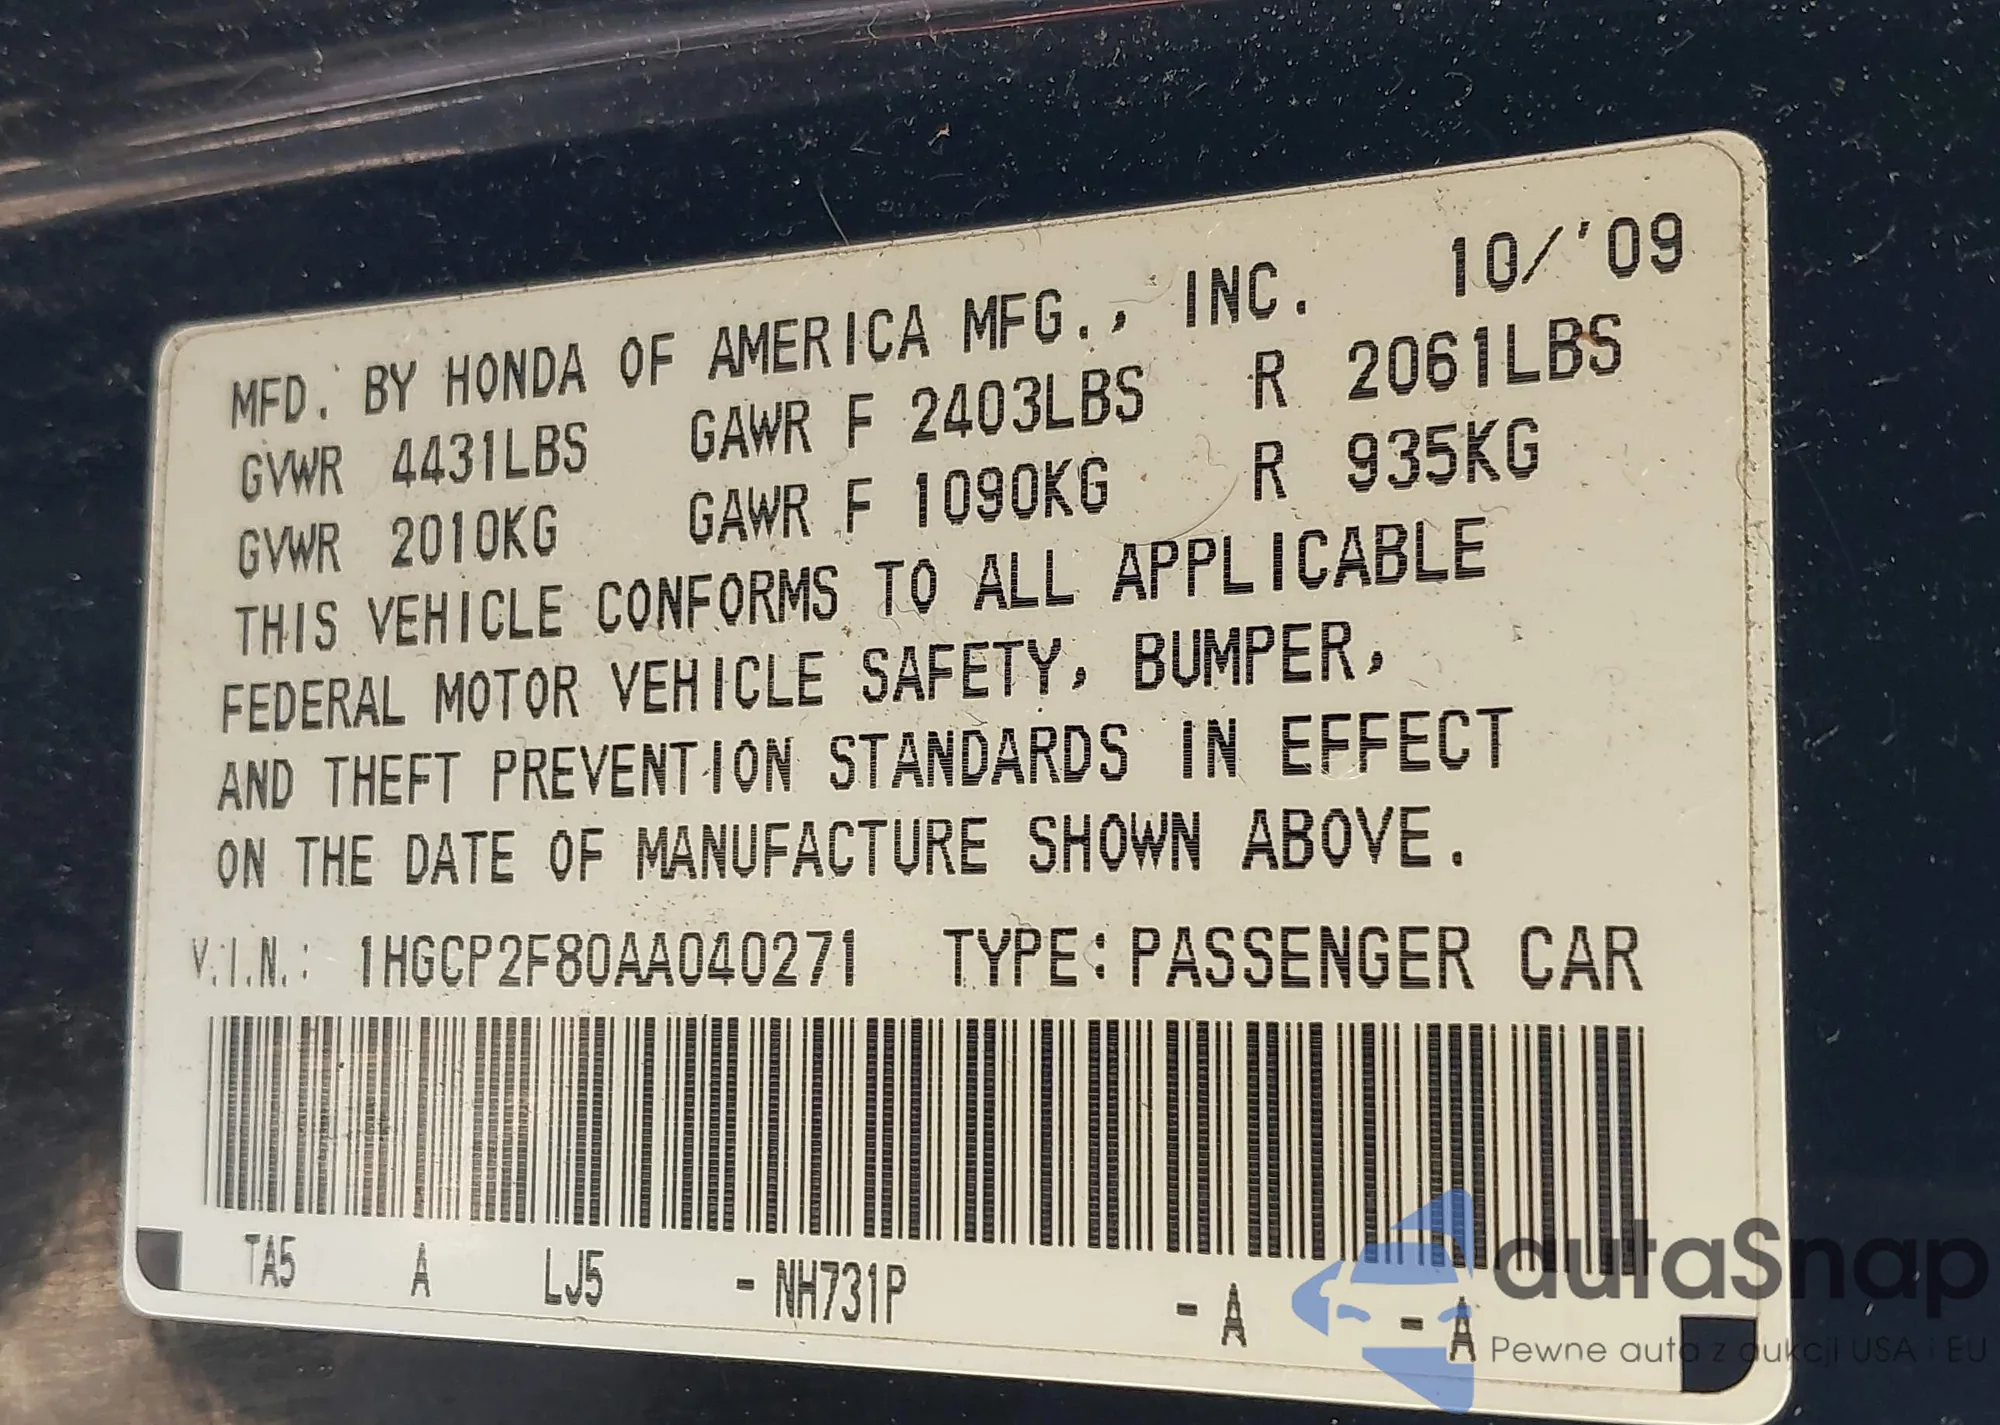 MFD. BY HONDA OF AMERICA MFG., INC. 10/'09
GVWR 4431LBS GAWR F 2403LBS R 2061LBS
GVWR 2010KG GAWR F 1090KG R 935KG
THIS VEHICLE CONFORMS TO ALL APPLICABLE
FEDERAL MOTOR VEHICLE SAFETY, BUMPER,
AND THEFT PREVENTION STANDARDS IN EFFECT
ON THE DATE OF MANUFACTURE SHOWN ABOVE.
V.I.N.: 1HGCP2F80AA040271 TYPE: PASSENGER CAR
TA5 A LJ5 - NH731P - A - A
autaSnap
Pewne auta z aukcji USA i EU